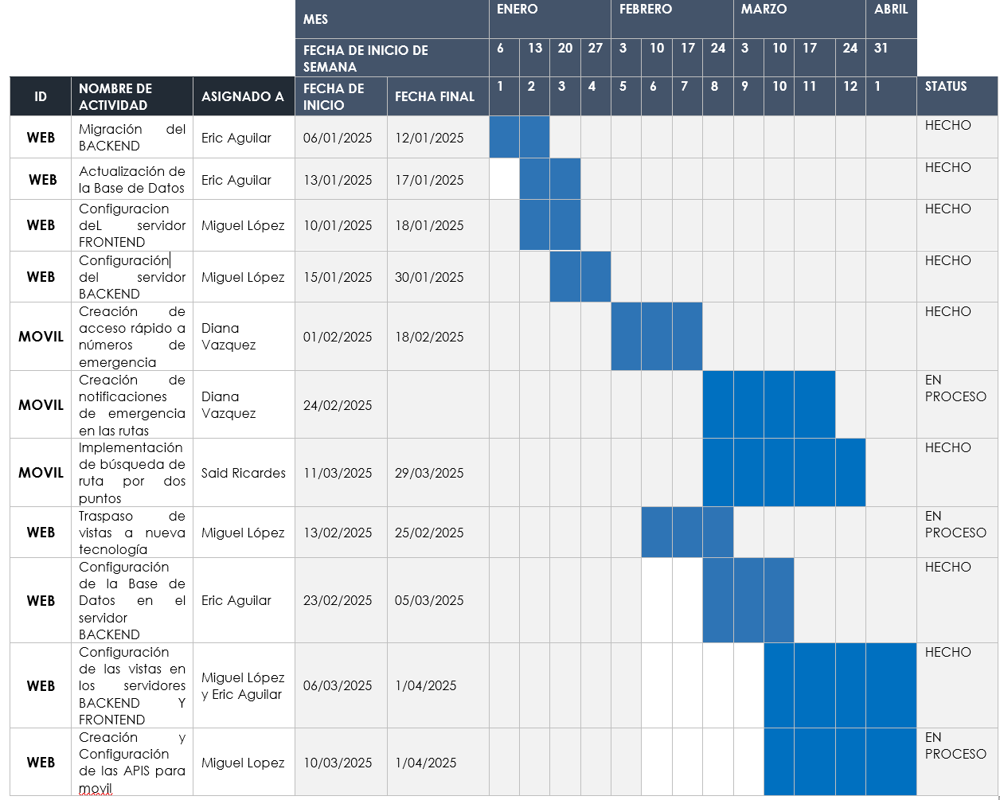 MES
ENERO FEBRERO MARZO ABRIL
FECHA DE INICIO DE
SEMANA
6 13 20 27 3 10 17 24 3 10 17 24 31
ID
NOMBRE DE
ACTIVIDAD
ASIGNADO A
FECHA DE
INICIO
FECHA FINAL
1 2 3 4 5 6 7 8 9 10 11 12 1
STATUS
WEB
Migración del
BACKEND
Eric Aguilar
06/01/2025
12/01/2025
HECHO
WEB
Actualización de
la Base de Datos
Eric Aguilar
13/01/2025
17/01/2025
HECHO
WEB
Configuracion
deL servidor
FRONTEND
Miguel López
10/01/2025
18/01/2025
HECHO
WEB
Configuración
del servidor
BACKEND
Miguel López
15/01/2025
30/01/2025
HECHO
MOVIL
Creación de
acceso rápido a
números de
emergencia
Diana
Vazquez
01/02/2025
18/02/2025
HECHO
MOVIL
Creación de
notificaciones
de emergencia
en las rutas
Diana
Vazquez
24/02/2025
EN
PROCESO
MOVIL
Implementación
de búsqueda de
ruta por dos
puntos
Said Ricardes
11/03/2025
29/03/2025
HECHO
WEB
Traspaso de
vistas a nueva
tecnología
Miguel López
13/02/2025
25/02/2025
EN
PROCESO
WEB
Configuración
de la Base de
Datos en el
servidor
BACKEND
Eric Aguilar
23/02/2025
05/03/2025
HECHO
WEB
Configuración
de las vistas en
los servidores
BACKEND Y
FRONTEND
Miguel López
y Eric Aguilar
06/03/2025
1/04/2025
HECHO
WEB
Creación y
Configuración
de las APIS para
movil
Miguel Lopez
10/03/2025
1/04/2025
EN
PROCESO